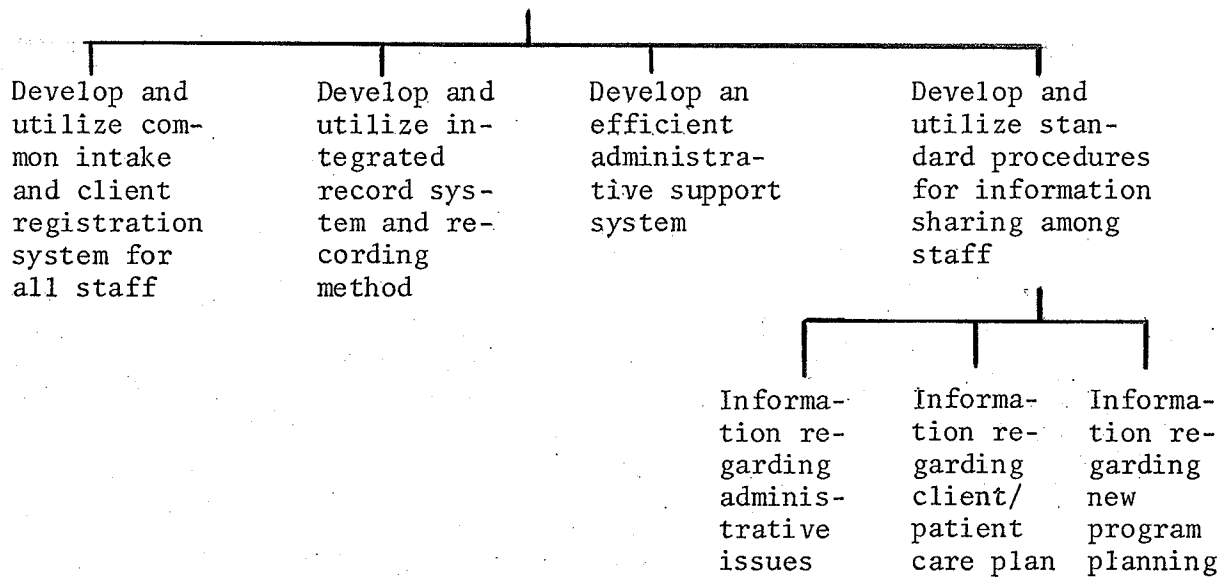 Develop and
utilize com-
mon intake
and client
registration
system for
all staff
Develop and
utilize in-
tegrated
record sys-
tem and re-
cording
method
Develop an
efficient
administra-
tive support
system
Develop and
utilize stan-
dard procedures
for information
sharing among
staff
Informa-
tion re-
garding
adminis-
trative
issues
Informa-
tion re-
garding
client/
patient
care plan
Informa-
tion re-
garding
new
program
planning